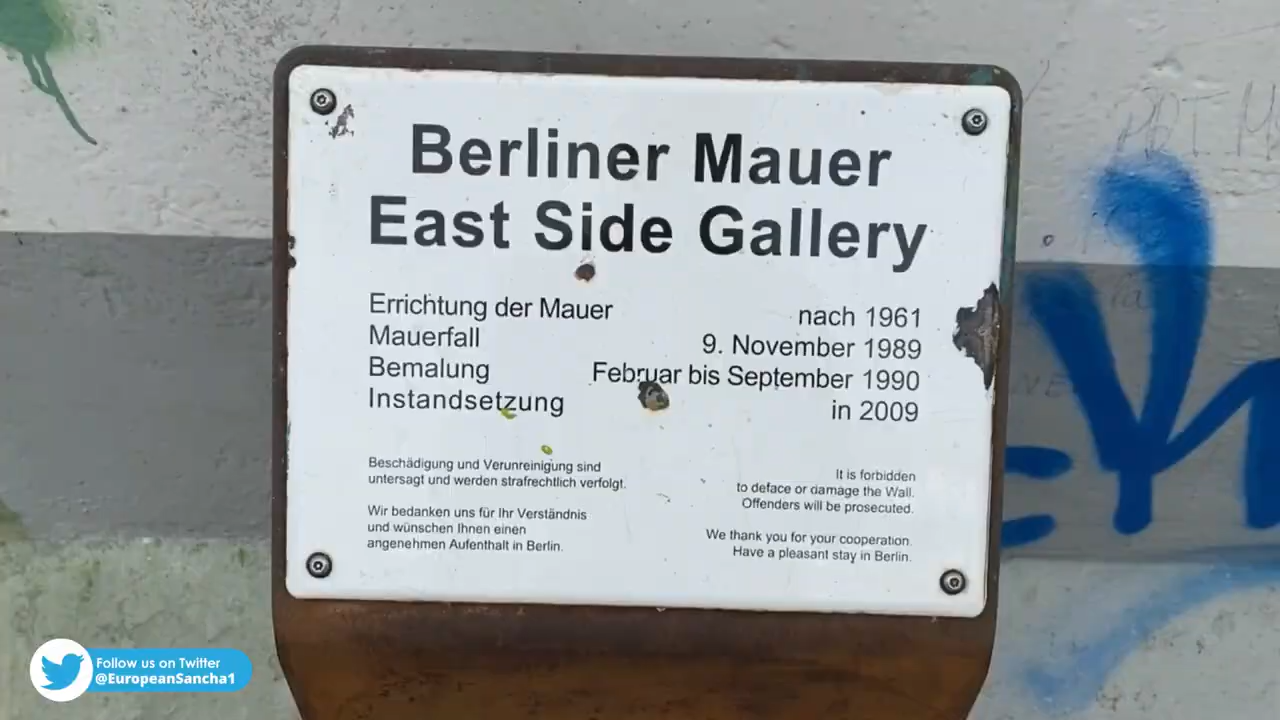 Berliner Mauer
East Side Gallery
Errichtung der Mauer nach 1961
Mauerfall 9. November 1989
Bemalung Februar bis September 1990
Instandsetzung in 2009
Beschädigung und Verunreinigung sind
untersagt und werden strafrechtlich verfolgt.
Wir bedanken uns für Ihr Verständnis
und wünschen Ihnen einen
angenehmen Aufenthalt in Berlin.
It is forbidden
to deface or damage the Wall.
Offenders will be prosecuted.
We thank you for your cooperation.
Have a pleasant stay in Berlin.
Follow us on Twitter
@EuropeanSancha1